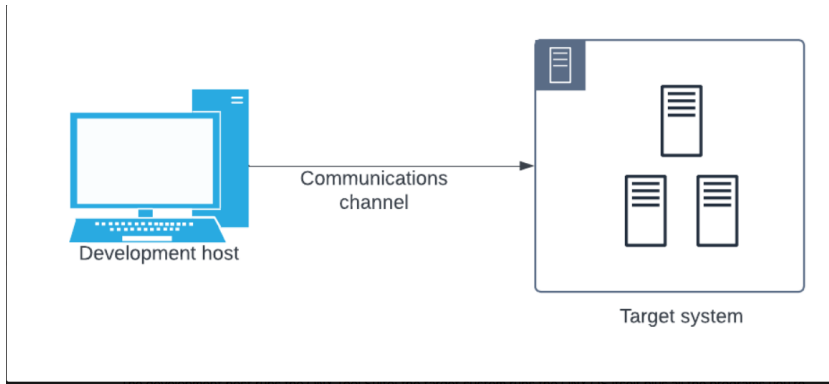 Communications
channel
Development host
Target system